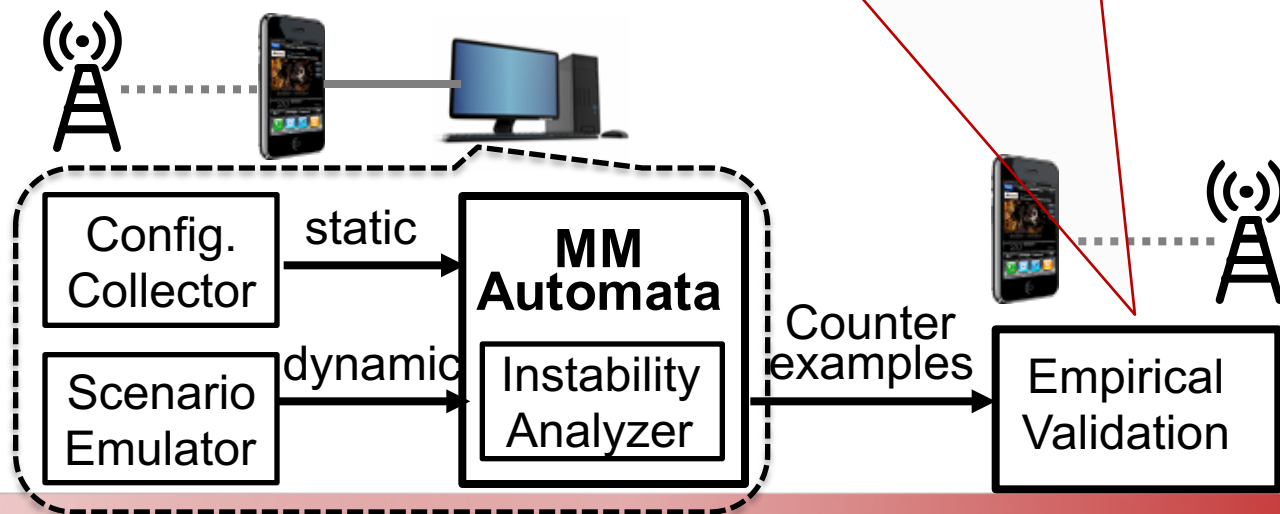 Config.
Collector
static
MM
Automata
Scenario
Emulator
dynamic
Instability
Analyzer
Counter
examples
Empirical
Validation